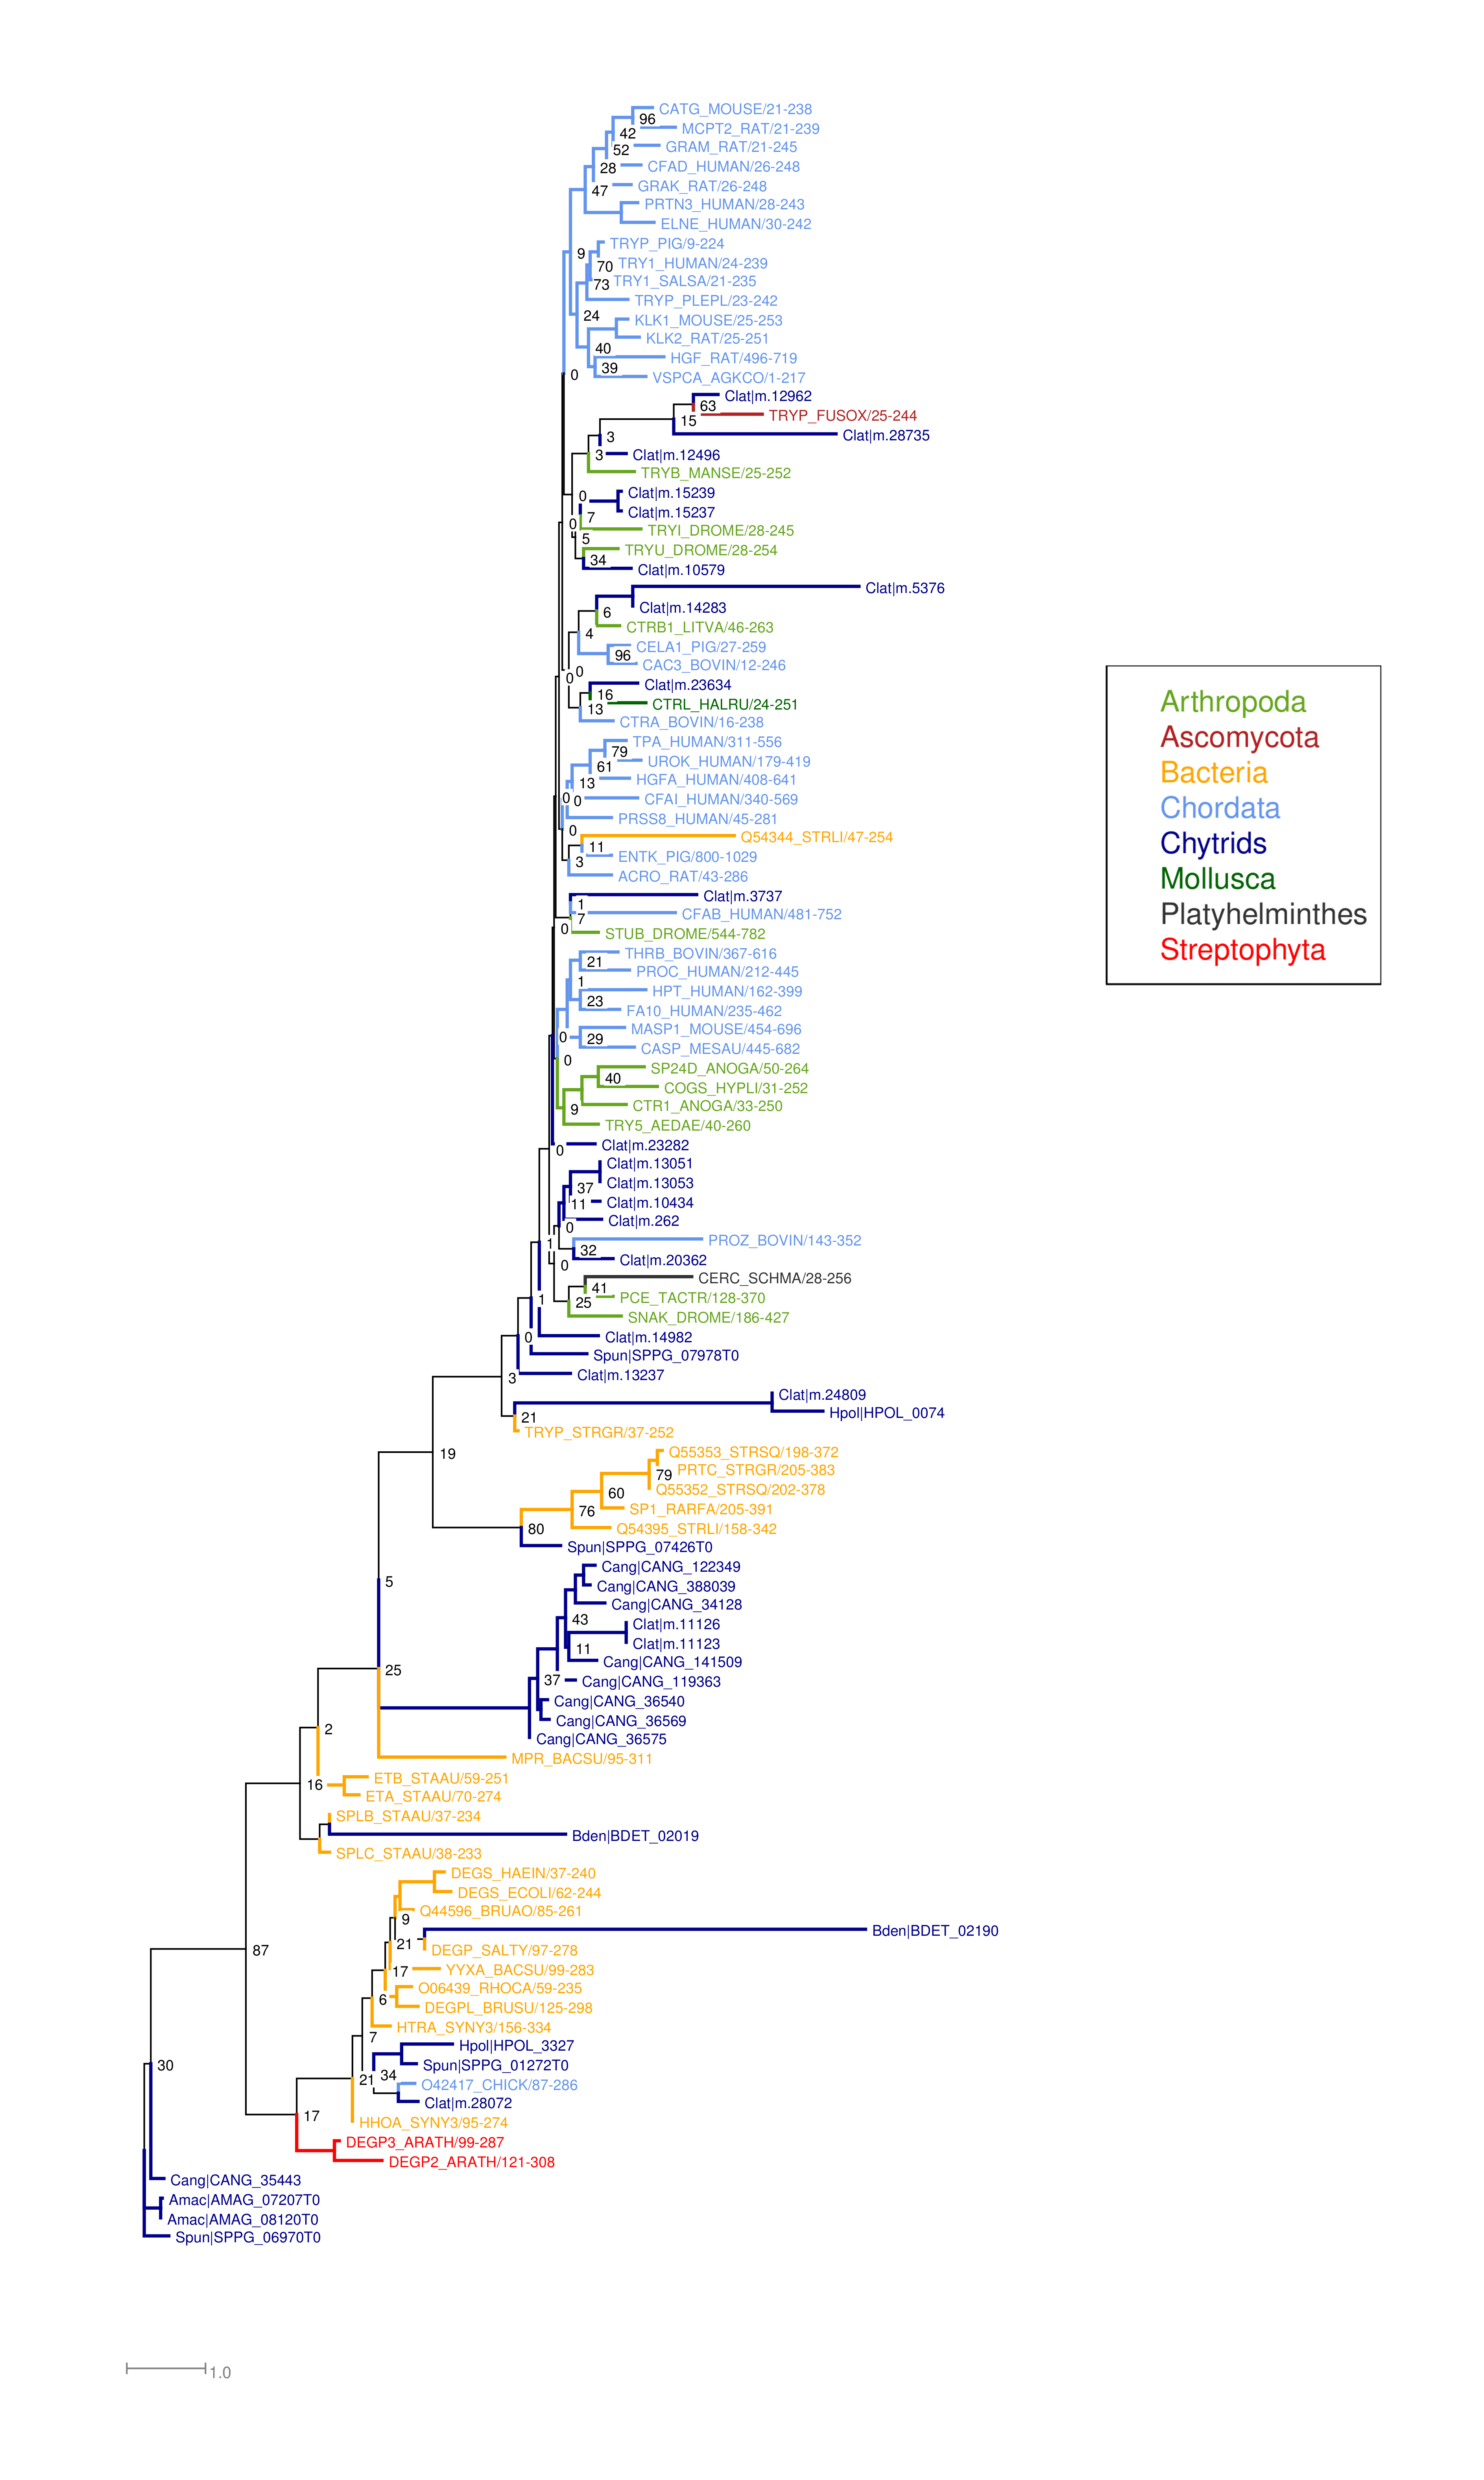 CATG_MOUSE/21-238
96
MCPT2_RAT/21-239
42
GRAM_RAT/21-245
52
CFAD_HUMAN/26-248
28
GRAK_RAT/26-248
47
PRTN3_HUMAN/28-243
ELNE_HUMAN/30-242
TRYP_PIG/9-224
9
TRY1_HUMAN/24-239
70
TRY1_SALSA/21-235
73
TRYP_PLEPL/23-242
24
KLK1_MOUSE/25-253
KLK2_RAT/25-251
40
HGF_RAT/496-719
39
VSPCA_AGKCO/1-217
0
Clat|m.12962
63
TRYP_FUSOX/25-244
15
Clat|m.28735
3
Clat|m.12496
3
TRYB_MANSE/25-252
Clat|m.15239
0
Clat|m.15237
7
0
TRYI_DROME/28-245
5
TRYU_DROME/28-254
34
Clat|m.10579
Clat|m.5376
Clat|m.14283
6
CTRB1_LITVA/46-263
4
CELA1_PIG/27-259
96
CAC3_BOVIN/12-246
0
0
Clat|m.23634
16
CTRL_HALRU/24-251
13
CTRA_BOVIN/16-238
TPA_HUMAN/311-556
79
UROK_HUMAN/179-419
61
HGFA_HUMAN/408-641
13
CFAI_HUMAN/340-569
0
0
PRSS8_HUMAN/45-281
0
Q54344_STRLI/47-254
11
ENTK_PIG/800-1029
3
ACRO_RAT/43-286
Clat|m.3737
1
CFAB_HUMAN/481-752
7
0
STUB_DROME/544-782
THRB_BOVIN/367-616
21
PROC_HUMAN/212-445
1
HPT_HUMAN/162-399
23
FA10_HUMAN/235-462
MASP1_MOUSE/454-696
0
29
CASP_MESAU/445-682
0
SP24D_ANOGA/50-264
40
COGS_HYPLI/31-252
CTR1_ANOGA/33-250
9
TRY5_AEDAE/40-260
Clat|m.23282
0
Clat|m.13051
Clat|m.13053
37
Clat|m.10434
11
Clat|m.262
0
PROZ_BOVIN/143-352
1
32
Clat|m.20362
0
CERC_SCHMA/28-256
41
PCE_TACTR/128-370
1
25
SNAK_DROME/186-427
Clat|m.14982
0
Spun|SPPG_07978T0
Clat|m.13237
3
Clat|m.24809
Hpol|HPOL_0074
21
TRYP_STRGR/37-252
19
Q55353_STRSQ/198-372
PRTC_STRGR/205-383
79
Q55352_STRSQ/202-378
60
SP1_RARFA/205-391
76
Q54395_STRLI/158-342
80
Spun|SPPG_07426T0
Cang|CANG_122349
5
Cang|CANG_388039
Cang|CANG_34128
43
Clat|m.11126
Clat|m.11123
11
Cang|CANG_141509
25
37
Cang|CANG_119363
Cang|CANG_36540
Cang|CANG_36569
2
Cang|CANG_36575
MPR_BACSU/95-311
16
ETB_STAAU/59-251
ETA_STAAU/70-274
SPLB_STAAU/37-234
Bden|BDET_02019
SPLC_STAAU/38-233
DEGS_HAEIN/37-240
DEGS_ECOLI/62-244
Q44596_BRUAO/85-261
9
Bden|BDET_02190
21
87
DEGP_SALTY/97-278
17
YYXA_BACSU/99-283
O06439_RHOCA/59-235
6
DEGPL_BRUSU/125-298
HTRA_SYNY3/156-334
7
Hpol|HPOL_3327
30
Spun|SPPG_01272T0
21
34
O42417_CHICK/87-286
Clat|m.28072
17
HHOA_SYNY3/95-274
DEGP3_ARATH/99-287
DEGP2_ARATH/121-308
Cang|CANG_35443
Amac|AMAG_07207T0
Amac|AMAG_08120T0
Spun|SPPG_06970T0
1.0
Arthropoda
Ascomycota
Bacteria
Chordata
Chytrids
Mollusca
Platyhelminthes
Streptophyta